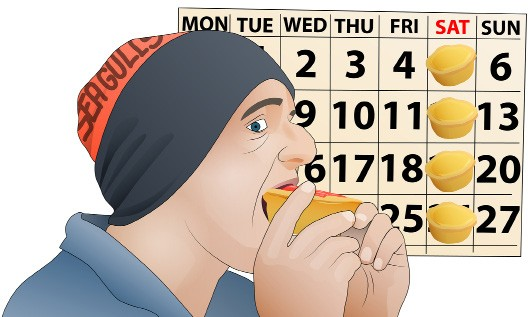 MON TUE WED THU FRI SAT SUN
2 3 4 6
9 10 11 13
17 18 20
25 27
SEAGULLS